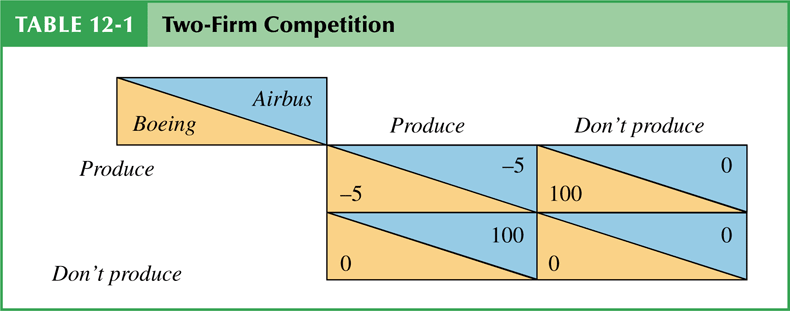 TABLE 12-1 Two-Firm Competition
Airbus
Boeing
Produce Don't produce
Produce
–5 0
–5 100
100 0
0 0
Don't produce